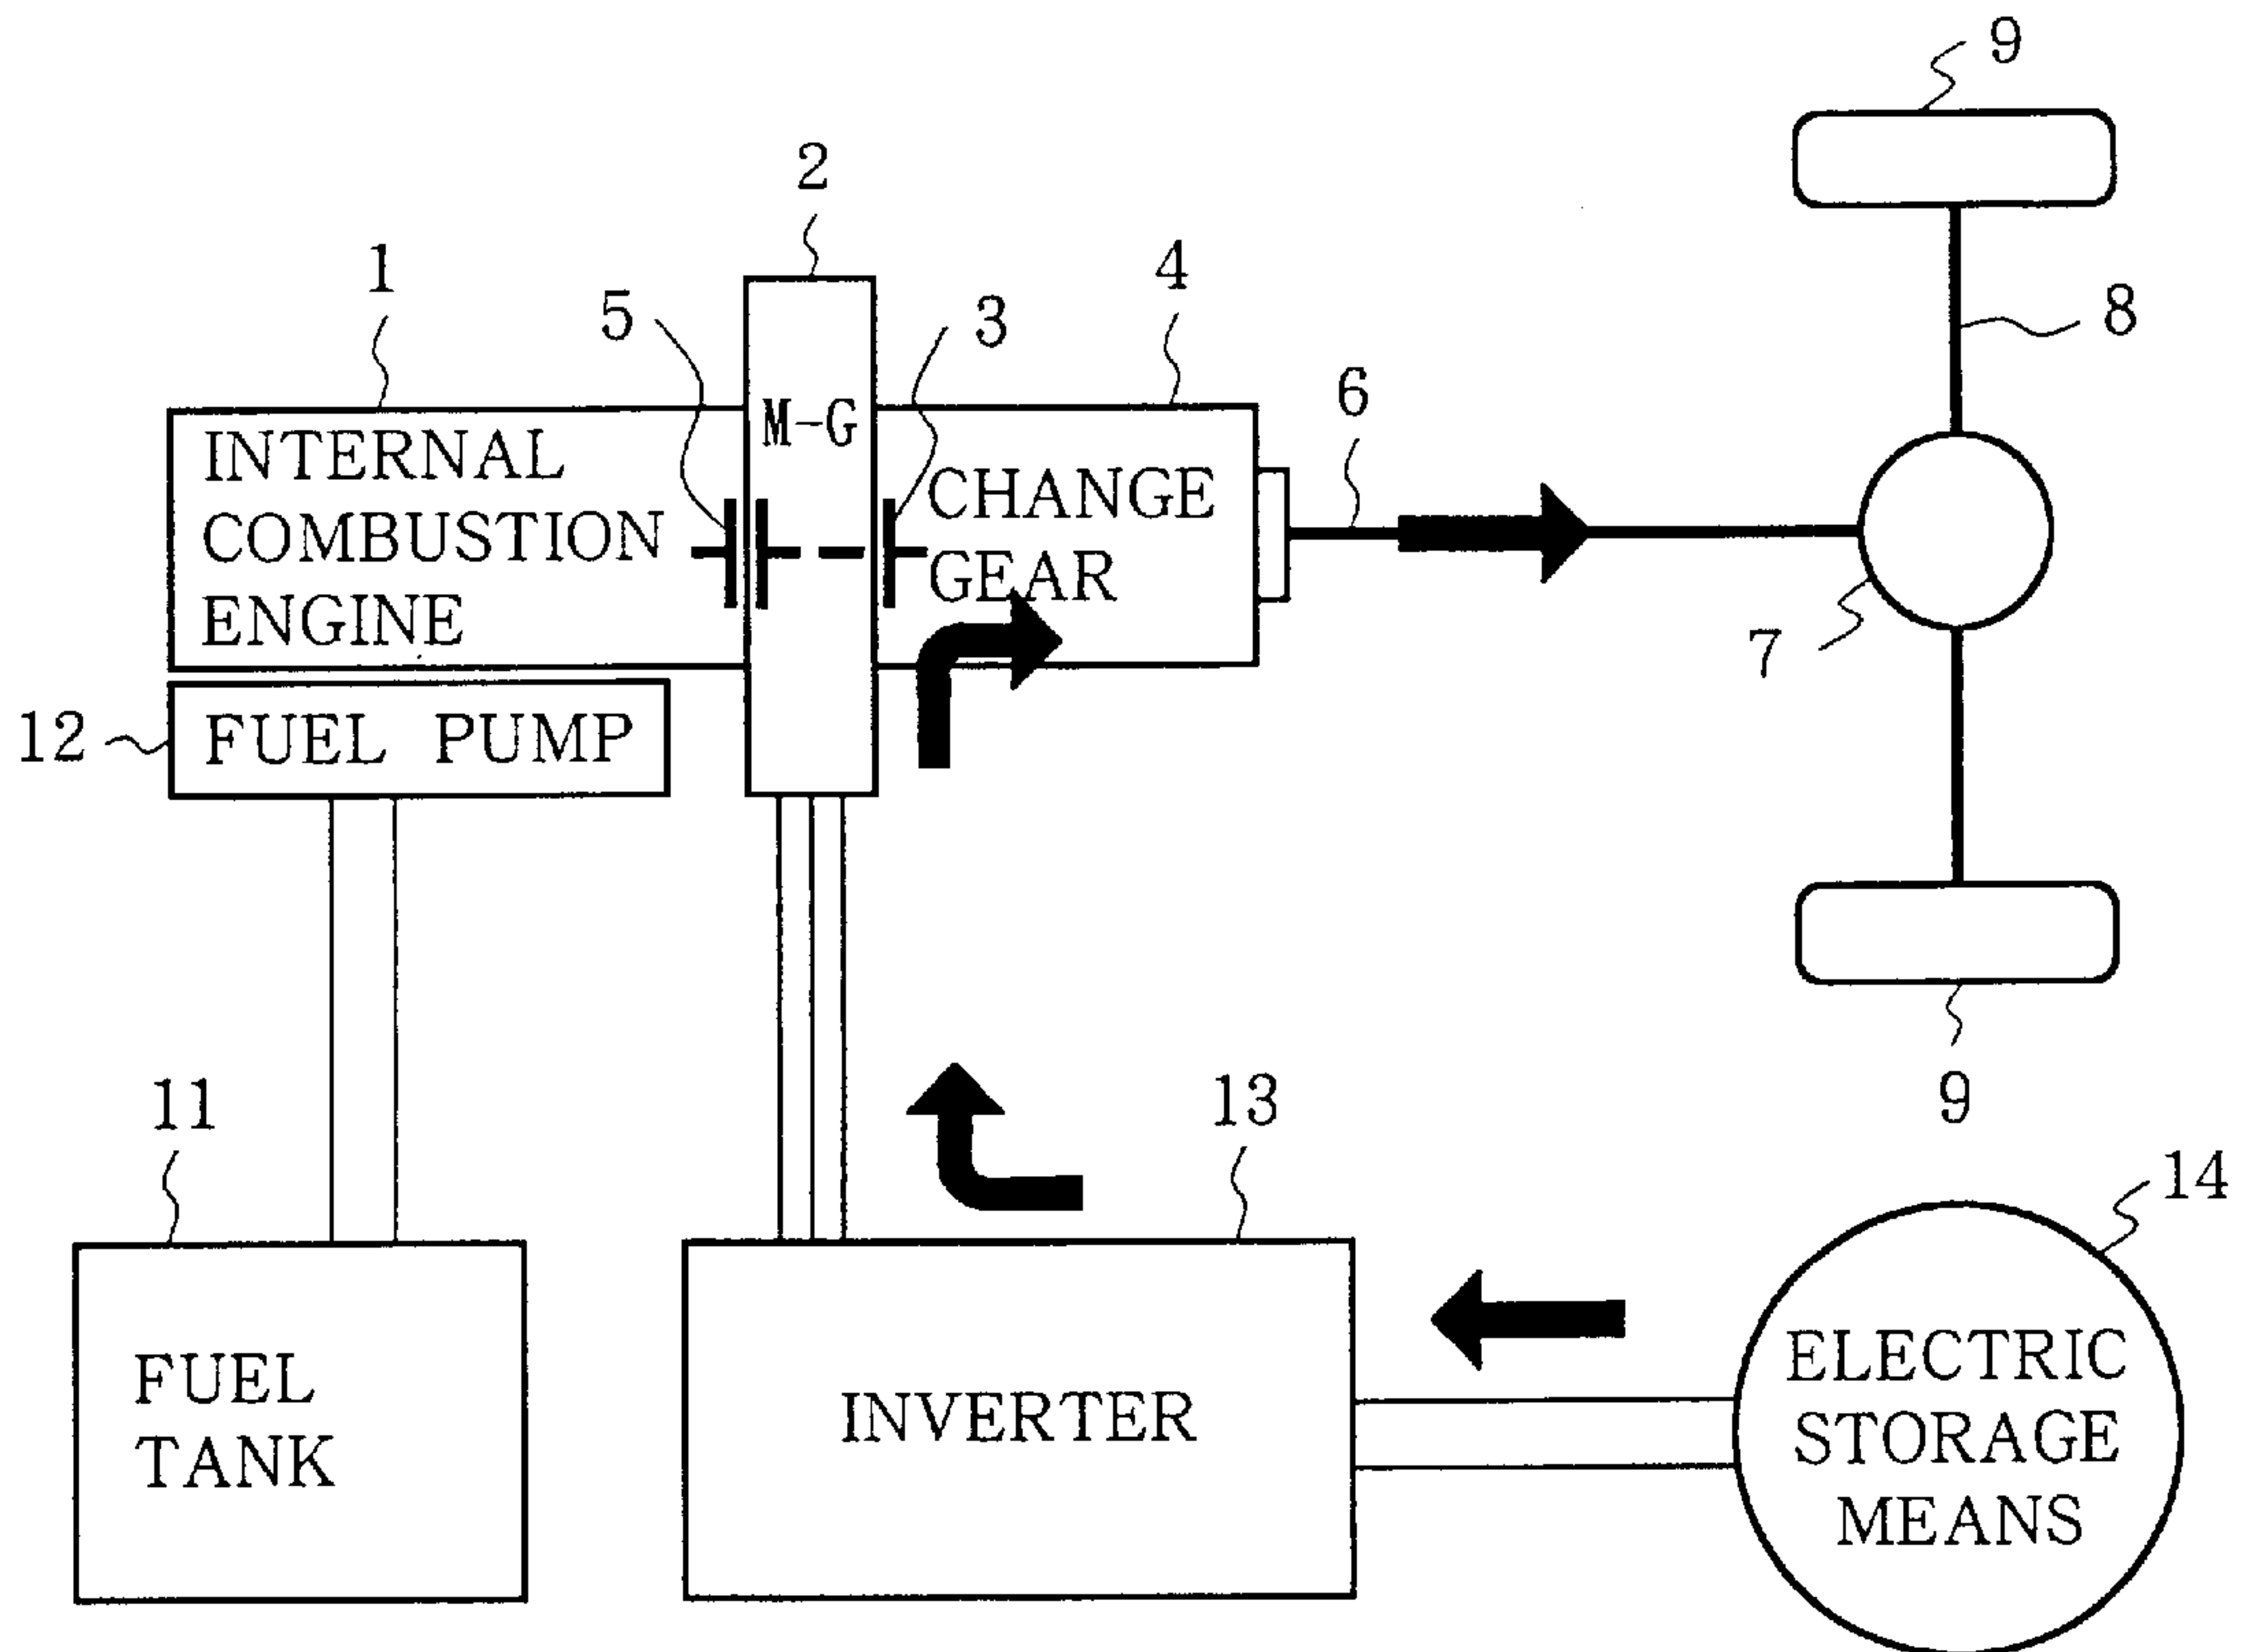 9
2
1
4
5
3
8
6
M-G
INTERNAL
COMBUSTION
ENGINE
CHANGE
GEAR
7
12
FUEL PUMP
11
13
9
14
FUEL
TANK
INVERTER
ELECTRIC
STORAGE
MEANS